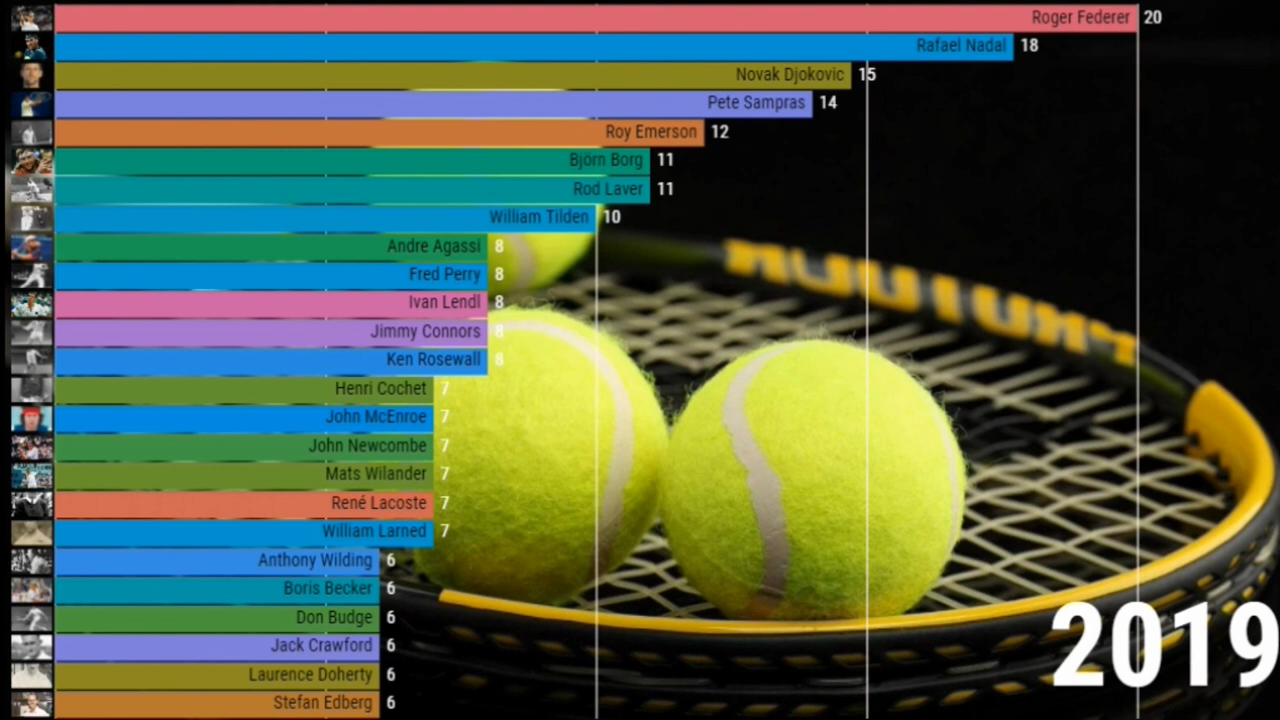 Roger Federer 20
Rafael Nadal 18
Novak Djokovic 15
Pete Sampras 14
Roy Emerson 12
Björn Borg 11
Rod Laver 11
William Tilden 10
Andre Agassi 8
Fred Perry 8
Ivan Lendl 8
Jimmy Connors 8
Ken Rosewall 8
Henri Cochet 7
John McEnroe 7
John Newcombe 7
Mats Wilander 7
René Lacoste 7
William Larned 7
Anthony Wilding 6
Boris Becker 6
Don Budge 6
Jack Crawford 6
Laurence Doherty 6
Stefan Edberg 6
2019